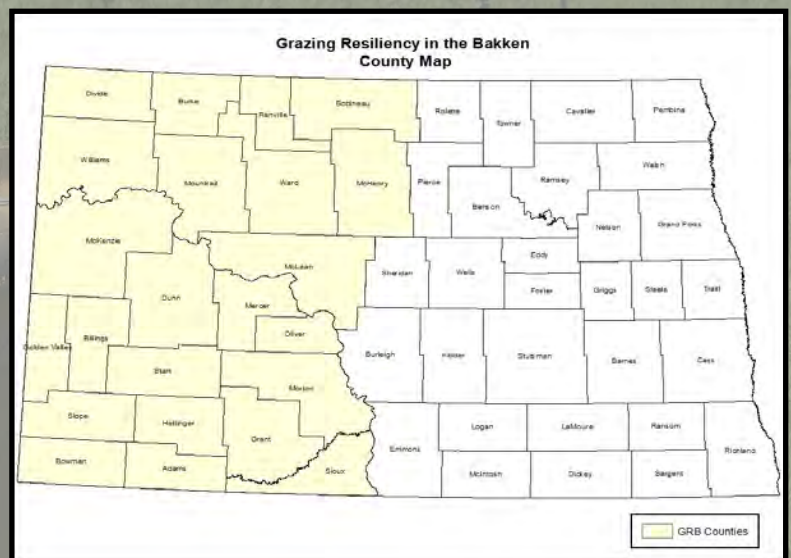 Grazing Resiliency in the Bakken
County Map
Divide
Burke
Renville
Bottineau
Rolette
Towner
Cavalier
Pembina
Williams
Mountrail
Ward
McHenry
Pierce
Benson
Ramsey
Walsh
Nelson
Grand Forks
McKenzie
McLean
Sheridan
Wells
Eddy
Foster
Griggs
Steele
Traill
Dunn
Mercer
Oliver
Golden Valley
Billings
Stark
Morton
Burleigh
Kidder
Stutsman
Barnes
Cass
Slope
Hettinger
Grant
Emmons
Logan
LaMoure
Ransom
Richland
Bowman
Adams
Sioux
McIntosh
Dickey
Sargent
GRB Counties